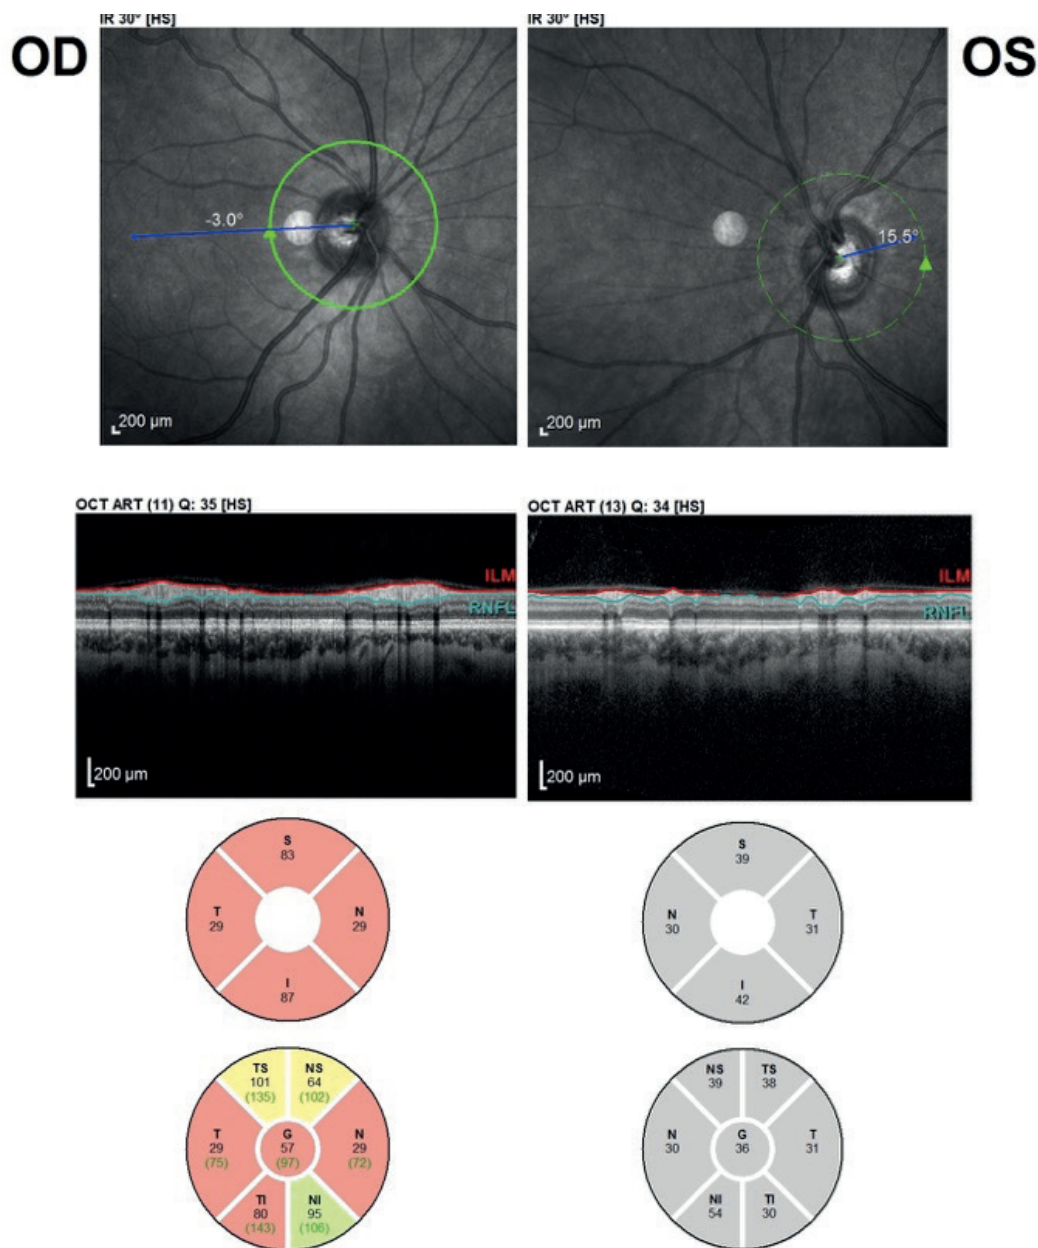 IR 30° [HS]
IR 30° [HS]
OD
OS
-3.0°
15.5°
200 µm
200 µm
OCT ART (11) Q: 35 [HS]
OCT ART (13) Q: 34 [HS]
ILM
RNFL
200 µm
ILM
RNFL
200 µm
S
83
T
29
N
29
I
87
S
39
N
30
T
31
I
42
TS
101
(135)
NS
64
(102)
T
29
(75)
G
57
(97)
N
29
(72)
TI
80
(143)
NI
95
(106)
NS
39
TS
38
N
30
G
36
T
31
NI
54
TI
30